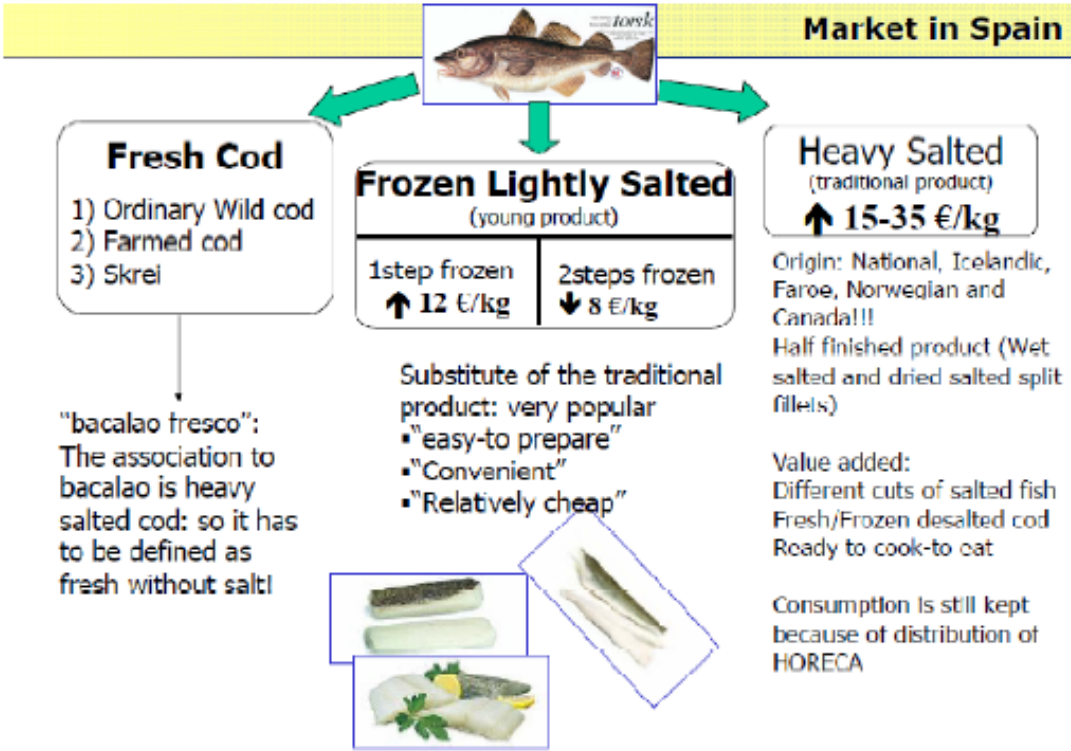 torsk
Market in Spain
Fresh Cod
1) Ordinary Wild cod
2) Farmed cod
3) Skrei
"bacalao fresco":
The association to
bacalao is heavy
salted cod: so it has
to be defined as
fresh without salt!
Frozen Lightly Salted
(young product)
1step frozen
↑ 12 €/kg
2steps frozen
↓ 8 €/kg
Substitute of the traditional
product: very popular
▪"easy-to prepare"
▪"Convenient"
▪"Relatively cheap"
Heavy Salted
(traditional product)
↑ 15-35 €/kg
Origin: National, Icelandic,
Faroe, Norwegian and
Canada!!!
Half finished product (Wet
salted and dried salted split
fillets)
Value added:
Different cuts of salted fish
Fresh/Frozen desalted cod
Ready to cook-to eat
Consumption is still kept
because of distribution of
HORECA